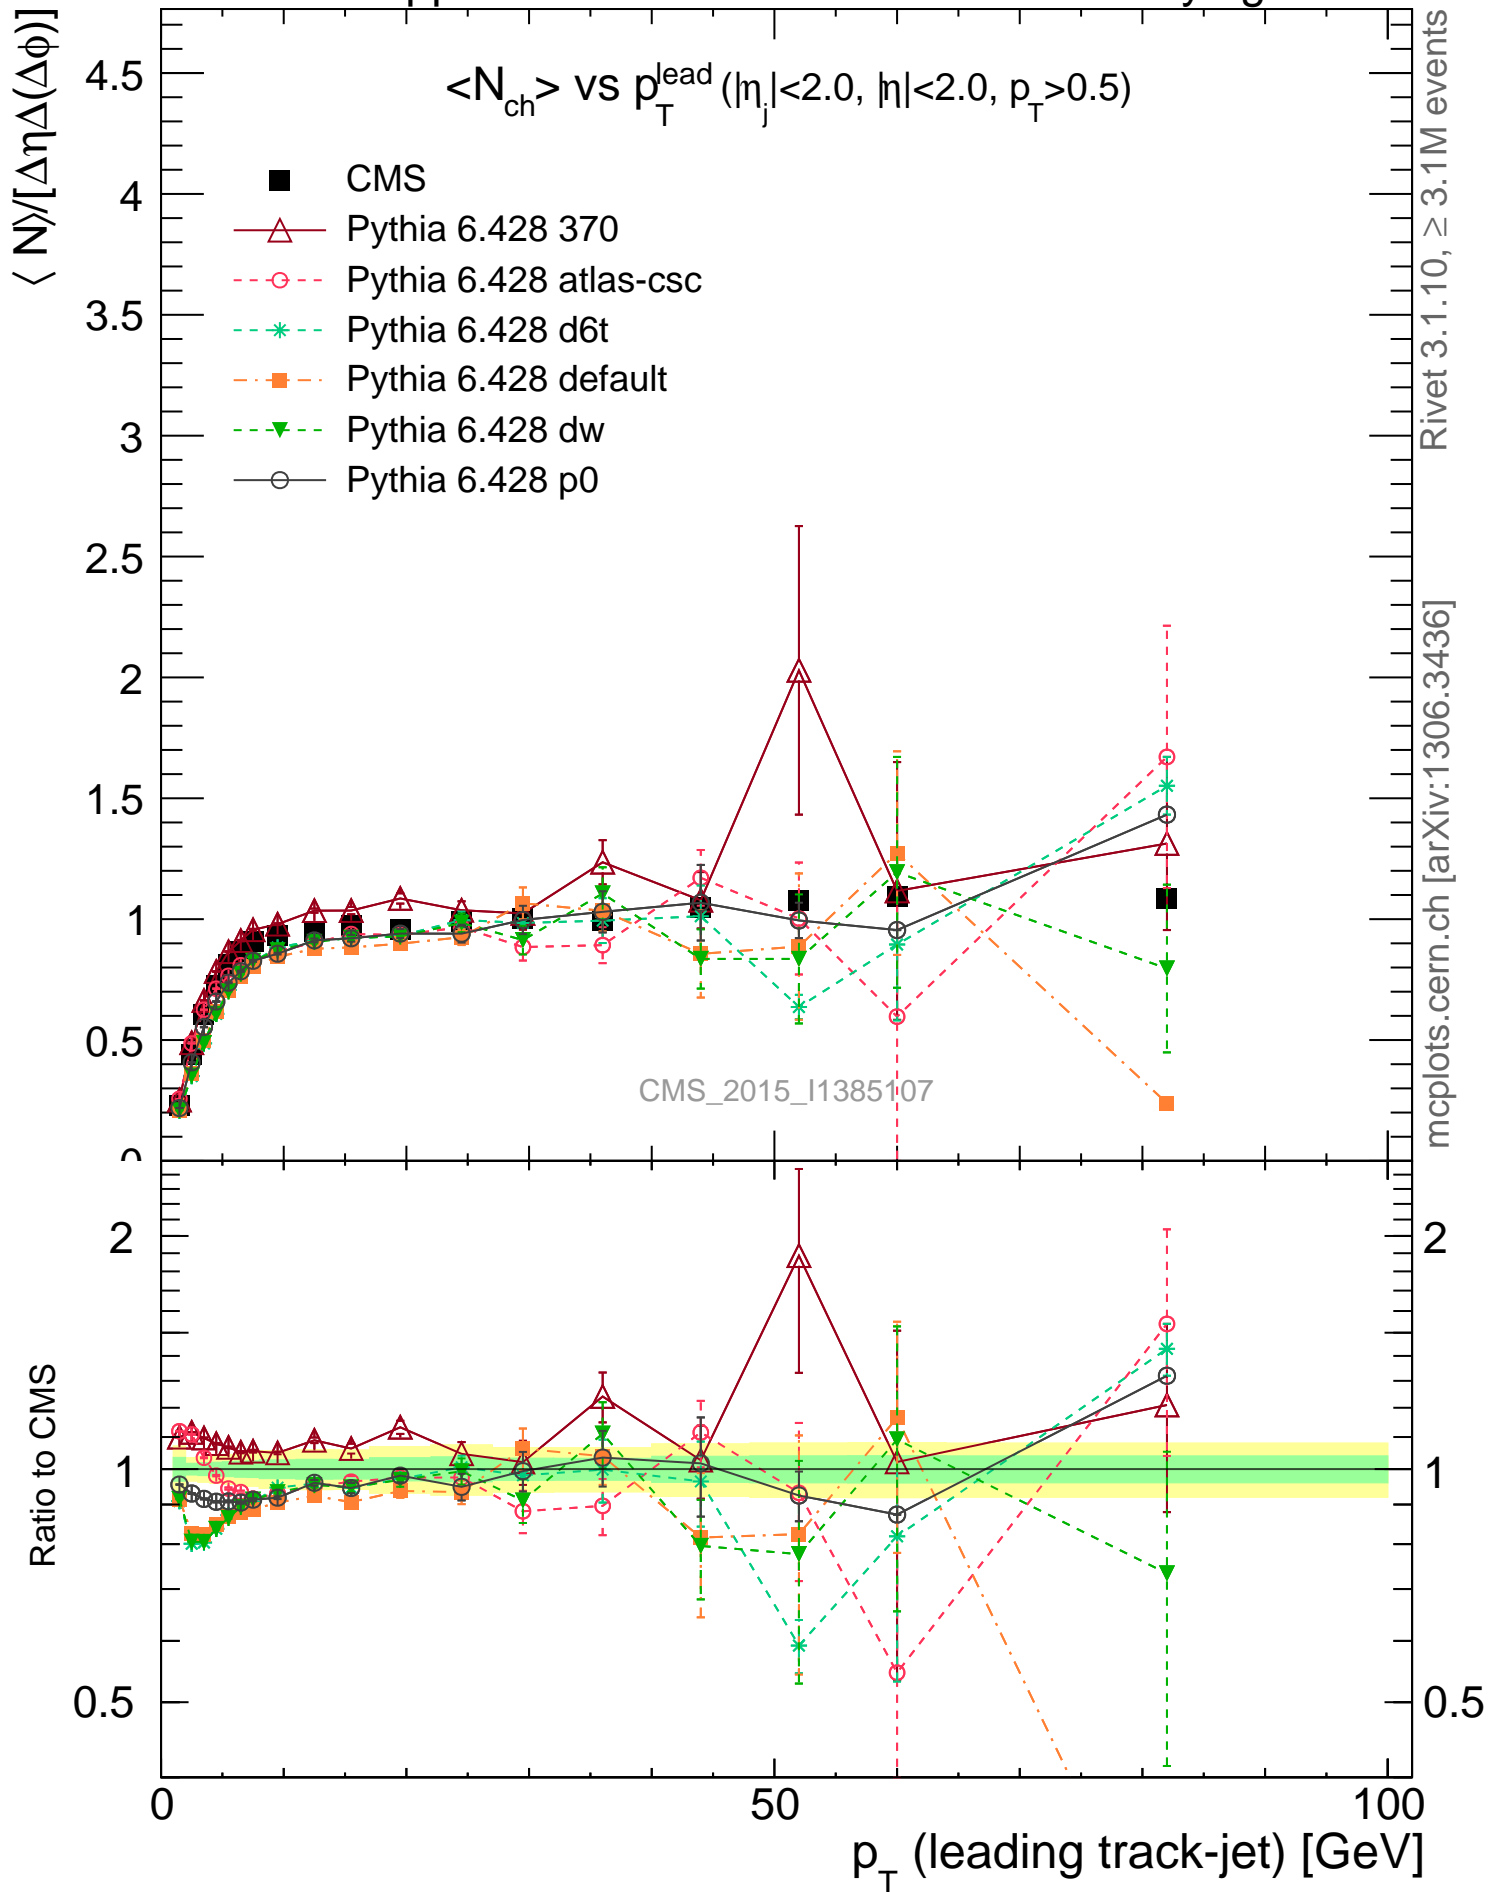 <N_ch> vs p_T^lead (|η_j|<2.0, |η|<2.0, p_T>0.5)
⟨ N⟩/[ΔηΔ(Δϕ)]
4.5
4
3.5
3
2.5
2
1.5
1
0.5
0
CMS
Pythia 6.428 370
Pythia 6.428 atlas-csc
Pythia 6.428 d6t
Pythia 6.428 default
Pythia 6.428 dw
Pythia 6.428 p0
CMS_2015_I1385107
Rivet 3.1.10, ≥ 3.1M events
mcplots.cern.ch [arXiv:1306.3436]
Ratio to CMS
2
1
0.5
2
1
0.5
0
50
100
p_T (leading track-jet) [GeV]